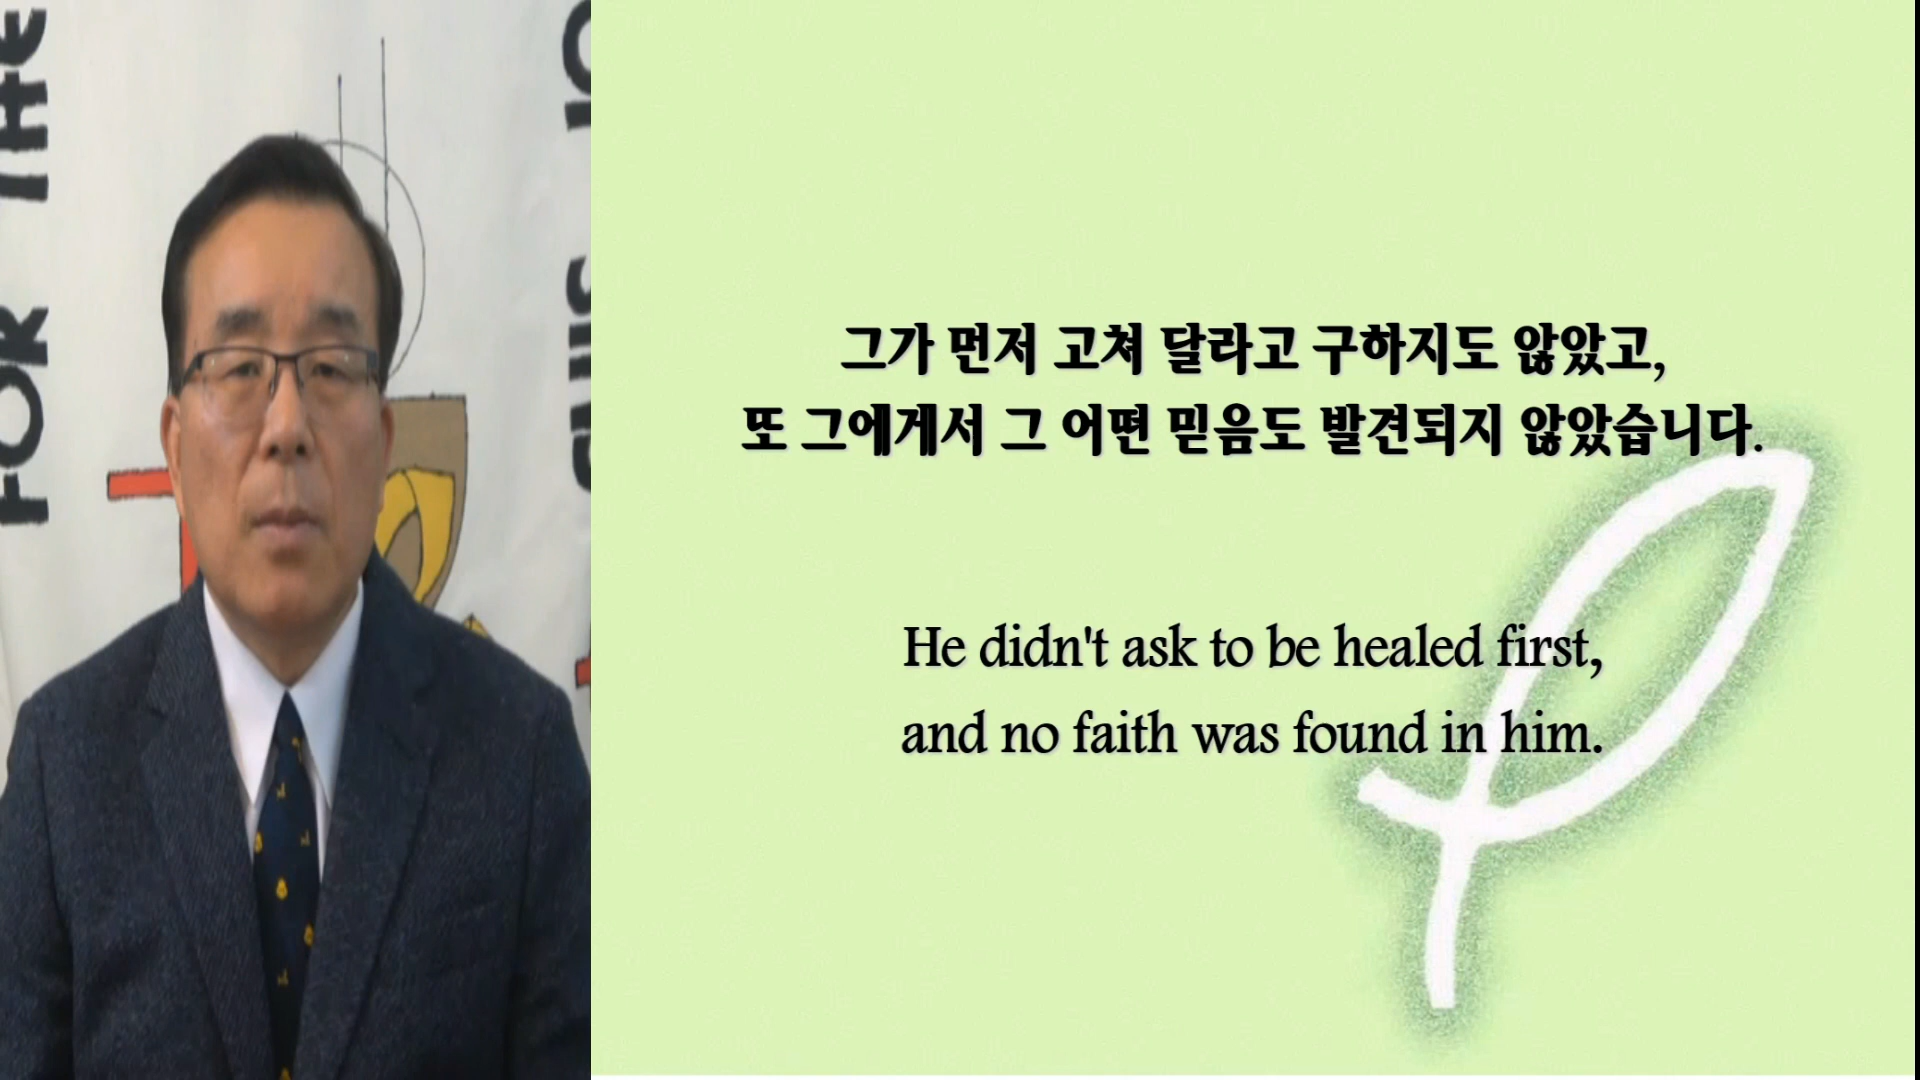 FOR THE
그가 먼저 고쳐 달라고 구하지도 않았고,
또 그에게서 그 어떤 믿음도 발견되지 않았습니다.
He didn't ask to be healed first,
and no faith was found in him.